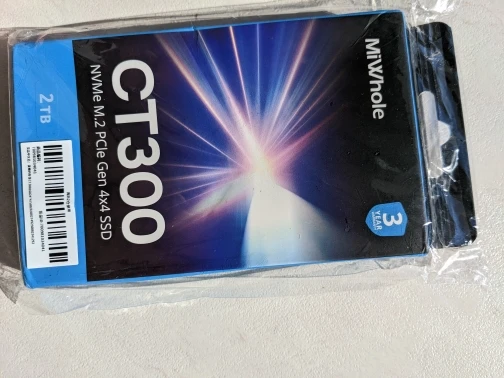 MiWhole
3
YEAR
CT300
NVMe M.2 PCIe Gen 4x4 SSD
2TB